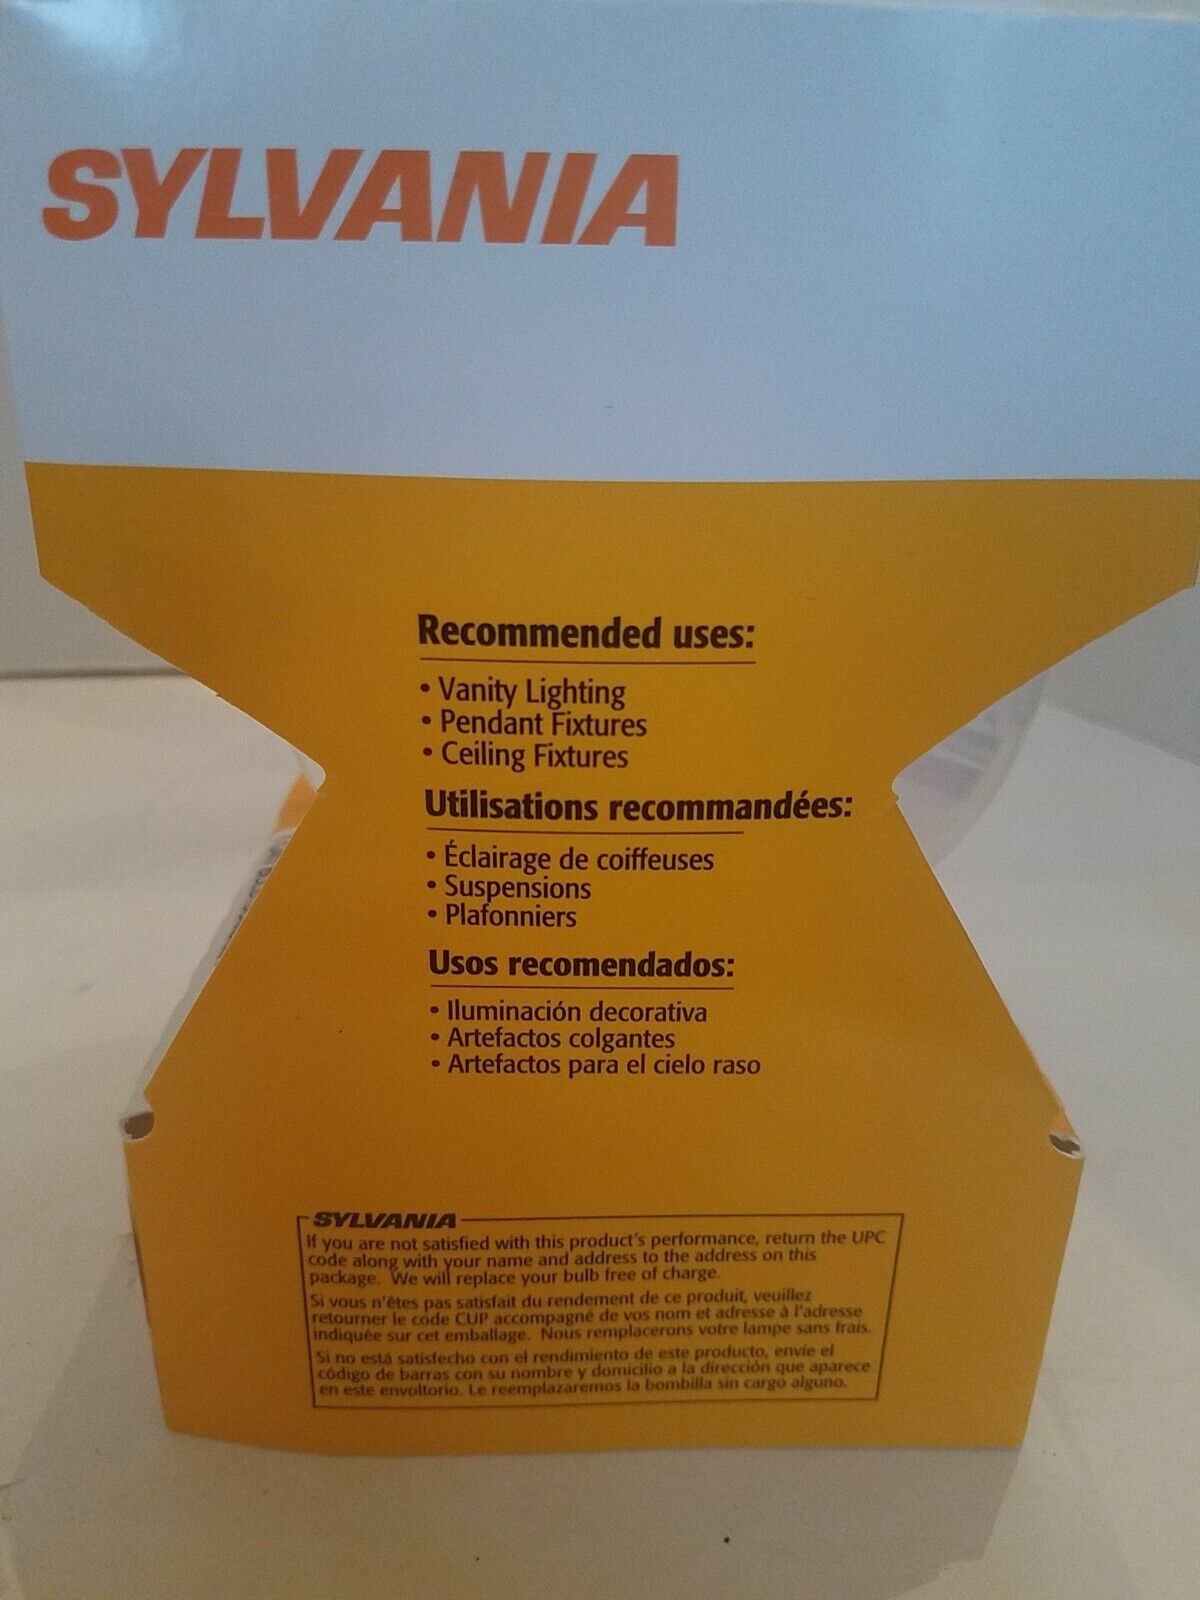 SYLVANIA
Recommended uses:
• Vanity Lighting
• Pendant Fixtures
• Ceiling Fixtures
Utilisations recommandées:
• Éclairage de coiffeuses
• Suspensions
• Plafonniers
Usos recomendados:
• Iluminación decorativa
• Artefactos colgantes
• Artefactos para el cielo raso
SYLVANIA
If you are not satisfied with this product's performance, return the UPC
code along with your name and address to the address on this
package. We will replace your bulb free of charge.
Si vous n'êtes pas satisfait du rendement de ce produit, veuillez
retourner le code CUP accompagné de vos nom et adresse à l'adresse
indiquée sur cet emballage. Nous remplacerons votre lampe sans frais.
Si no está satisfecho con el rendimiento de este producto, envíe el
código de barras con su nombre y domicilio a la dirección que aparece
en este envoltorio. Le reemplazaremos la bombilla sin cargo alguno.